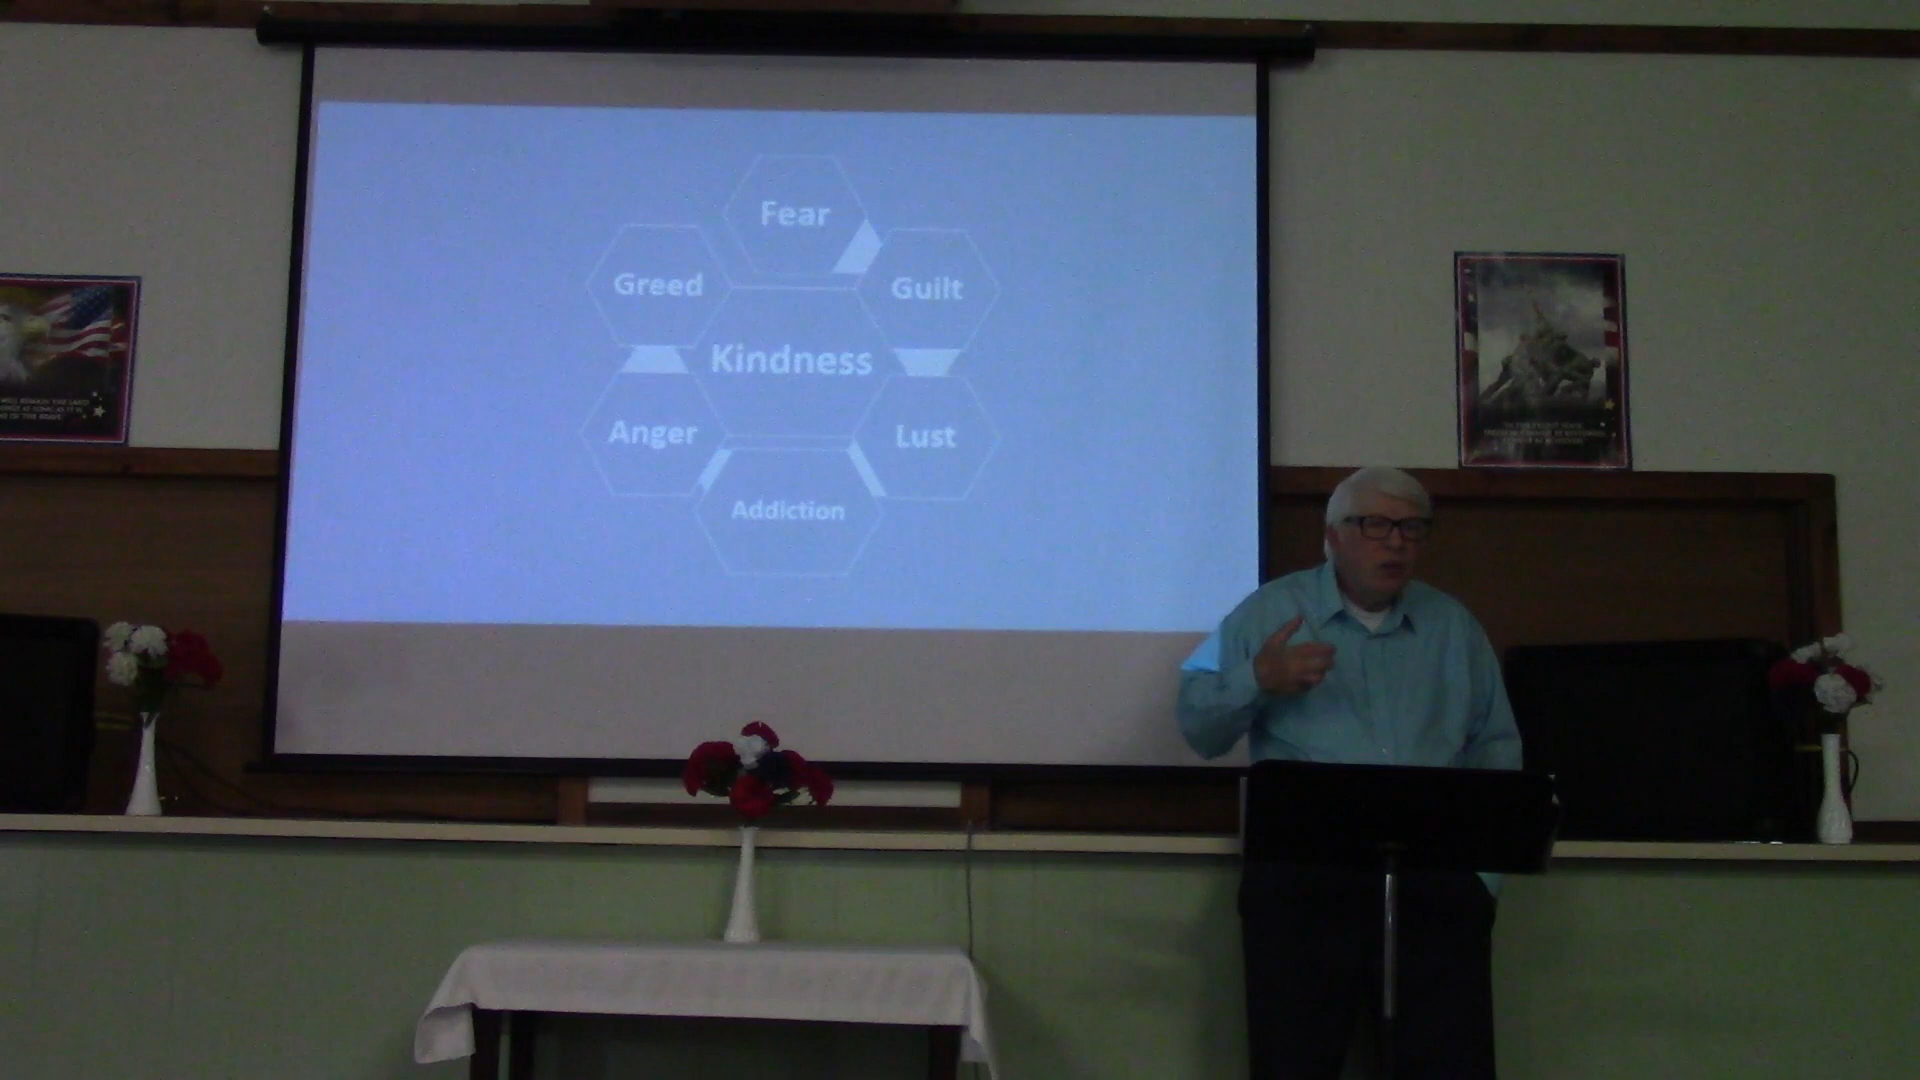 Fear
Greed
Guilt
Kindness
Anger
Lust
Addiction